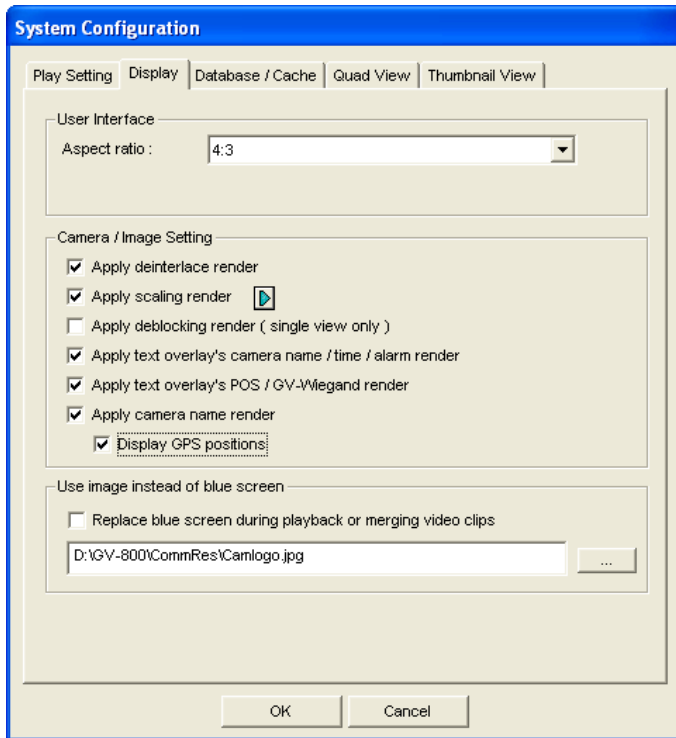 System Configuration
Play Setting Display Database / Cache Quad View Thumbnail View
User Interface
Aspect ratio : 4:3
Camera / Image Setting
Apply deinterlace render
Apply scaling render
Apply deblocking render ( single view only )
Apply text overlay's camera name / time / alarm render
Apply text overlay's POS / GV-Wiegand render
Apply camera name render
Display GPS positions
Use image instead of blue screen
Replace blue screen during playback or merging video clips
D:\GV-800\CommRes\Camlogo.jpg ...
OK Cancel